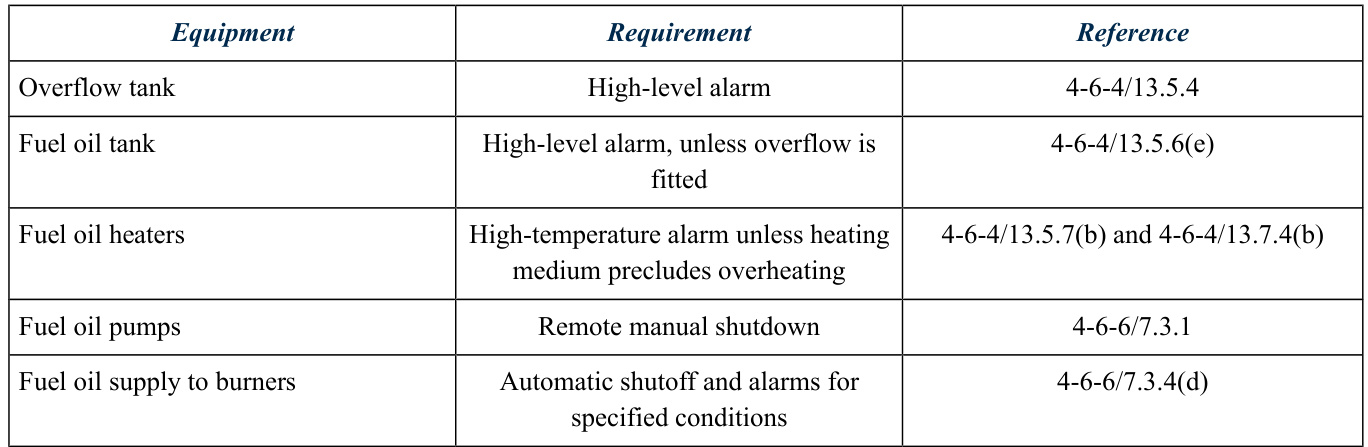 Equipment Requirement Reference
Overflow tank High-level alarm 4-6-4/13.5.4
Fuel oil tank High-level alarm, unless overflow is 4-6-4/13.5.6(e)
fitted
Fuel oil heaters High-temperature alarm unless heating 4-6-4/13.5.7(b) and 4-6-4/13.7.4(b)
medium precludes overheating
Fuel oil pumps Remote manual shutdown 4-6-6/7.3.1
Fuel oil supply to burners Automatic shutoff and alarms for 4-6-6/7.3.4(d)
specified conditions